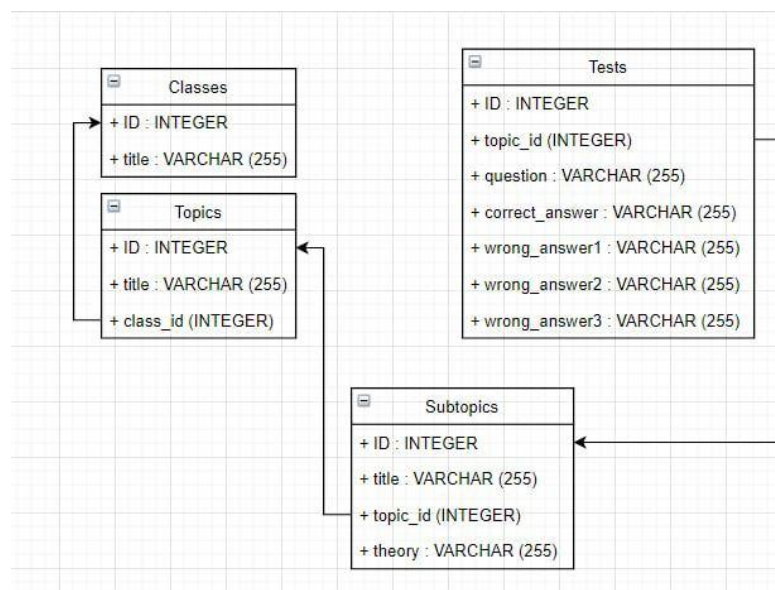 Classes
+ ID : INTEGER
+ title : VARCHAR (255)
Topics
+ ID : INTEGER
+ title : VARCHAR (255)
+ class_id (INTEGER)
Tests
+ ID : INTEGER
+ topic_id (INTEGER)
+ question : VARCHAR (255)
+ correct_answer : VARCHAR (255)
+ wrong_answer1 : VARCHAR (255)
+ wrong_answer2 : VARCHAR (255)
+ wrong_answer3 : VARCHAR (255)
Subtopics
+ ID : INTEGER
+ title : VARCHAR (255)
+ topic_id (INTEGER)
+ theory : VARCHAR (255)